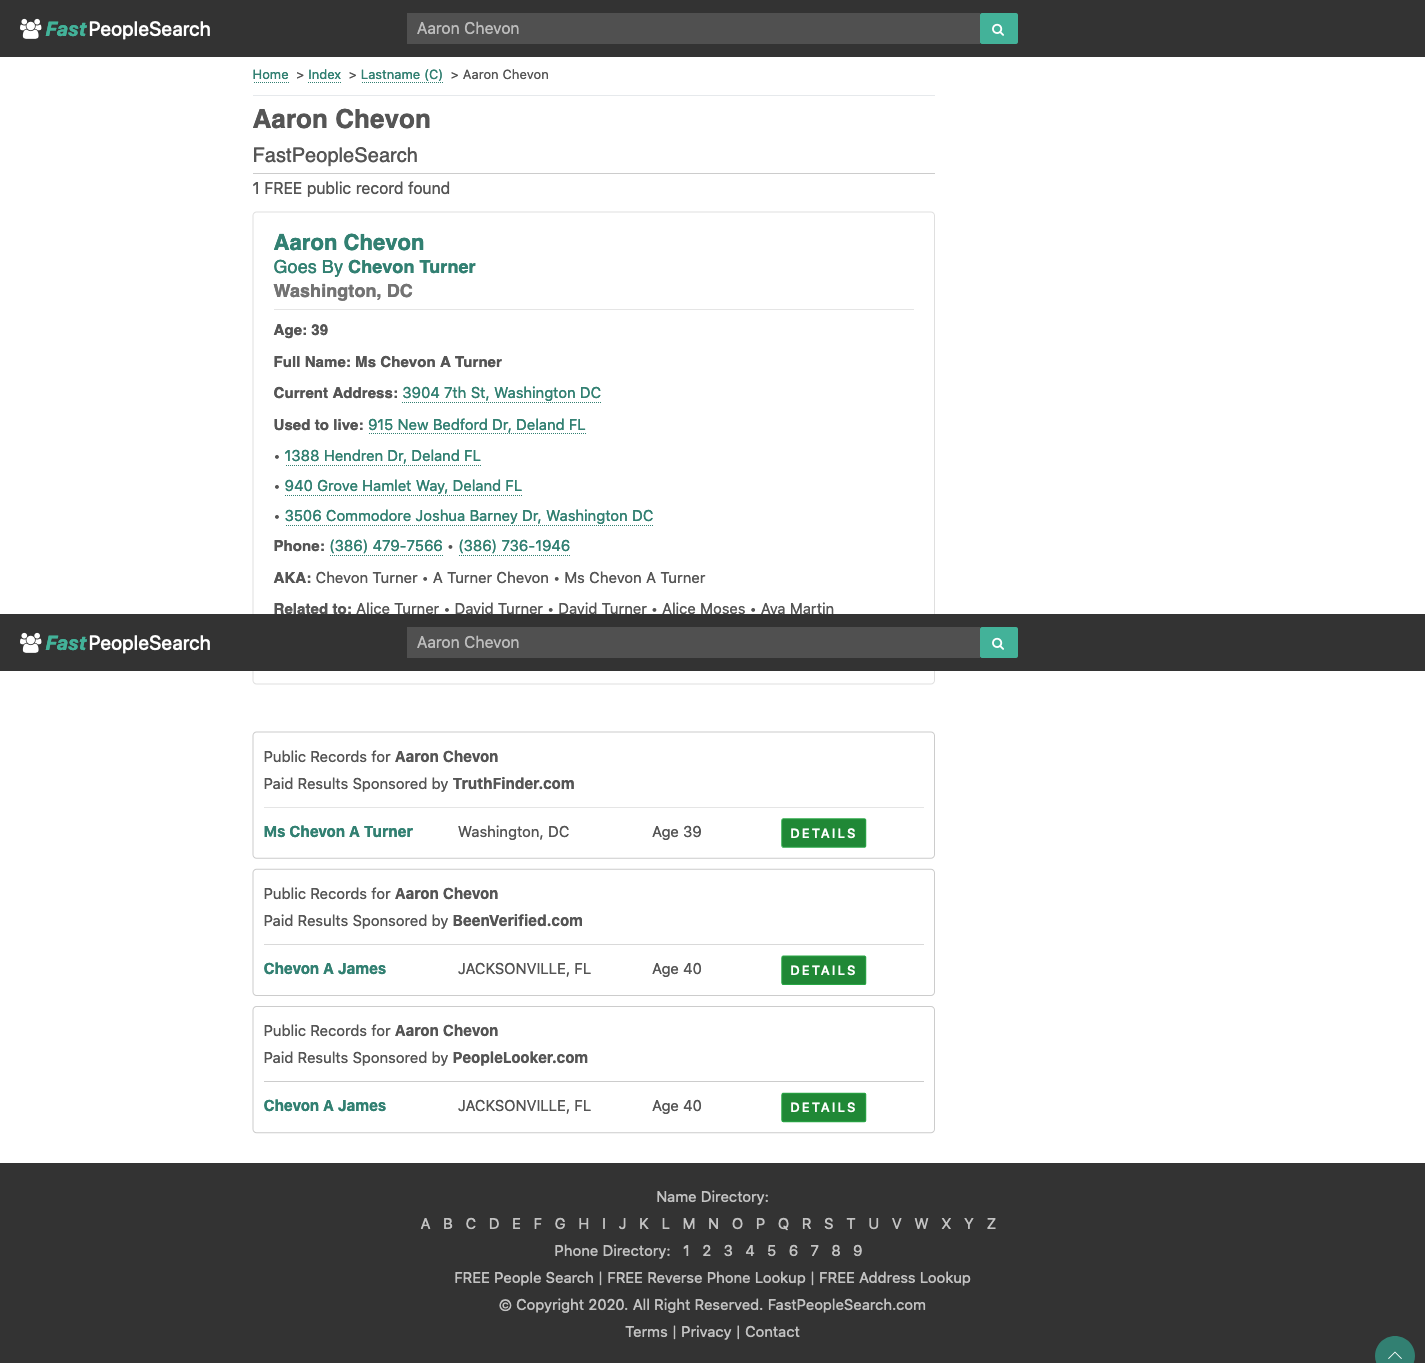 FastPeopleSearch
Aaron Chevon
Home > Index > Lastname (C) > Aaron Chevon
Aaron Chevon
FastPeopleSearch
1 FREE public record found
Aaron Chevon
Goes By Chevon Turner
Washington, DC
Age: 39
Full Name: Ms Chevon A Turner
Current Address: 3904 7th St, Washington DC
Used to live: 915 New Bedford Dr, Deland FL
• 1388 Hendren Dr, Deland FL
• 940 Grove Hamlet Way, Deland FL
• 3506 Commodore Joshua Barney Dr, Washington DC
Phone: (386) 479-7566 • (386) 736-1946
AKA: Chevon Turner • A Turner Chevon • Ms Chevon A Turner
Related to: Alice Turner • David Turner • David Turner • Alice Moses • Ava Martin
FastPeopleSearch
Aaron Chevon
Public Records for Aaron Chevon
Paid Results Sponsored by TruthFinder.com
Ms Chevon A Turner Washington, DC Age 39 DETAILS
Public Records for Aaron Chevon
Paid Results Sponsored by BeenVerified.com
Chevon A James JACKSONVILLE, FL Age 40 DETAILS
Public Records for Aaron Chevon
Paid Results Sponsored by PeopleLooker.com
Chevon A James JACKSONVILLE, FL Age 40 DETAILS
Name Directory:
A B C D E F G H I J K L M N O P Q R S T U V W X Y Z
Phone Directory: 1 2 3 4 5 6 7 8 9
FREE People Search | FREE Reverse Phone Lookup | FREE Address Lookup
© Copyright 2020. All Right Reserved. FastPeopleSearch.com
Terms | Privacy | Contact